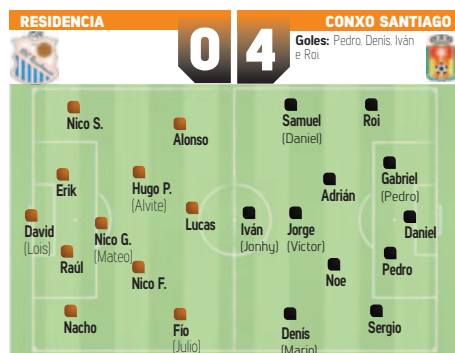 RESIDENCIA
0 4
CONXO SANTIAGO
Goles: Pedro, Denís, Iván
e Roi.
Nico S.
Alonso
Erik
Hugo P.
(Alvite)
David
(Lois)
Nico G.
(Mateo)
Lucas
Raúl
Nico F.
Nacho
Fío
(Julio)
Samuel
(Daniel)
Roi
Adrián
Gabriel
(Pedro)
Iván
(Jonhy)
Jorge
(Victor)
Daniel
Noe
Pedro
Denís
(Mario)
Sergio